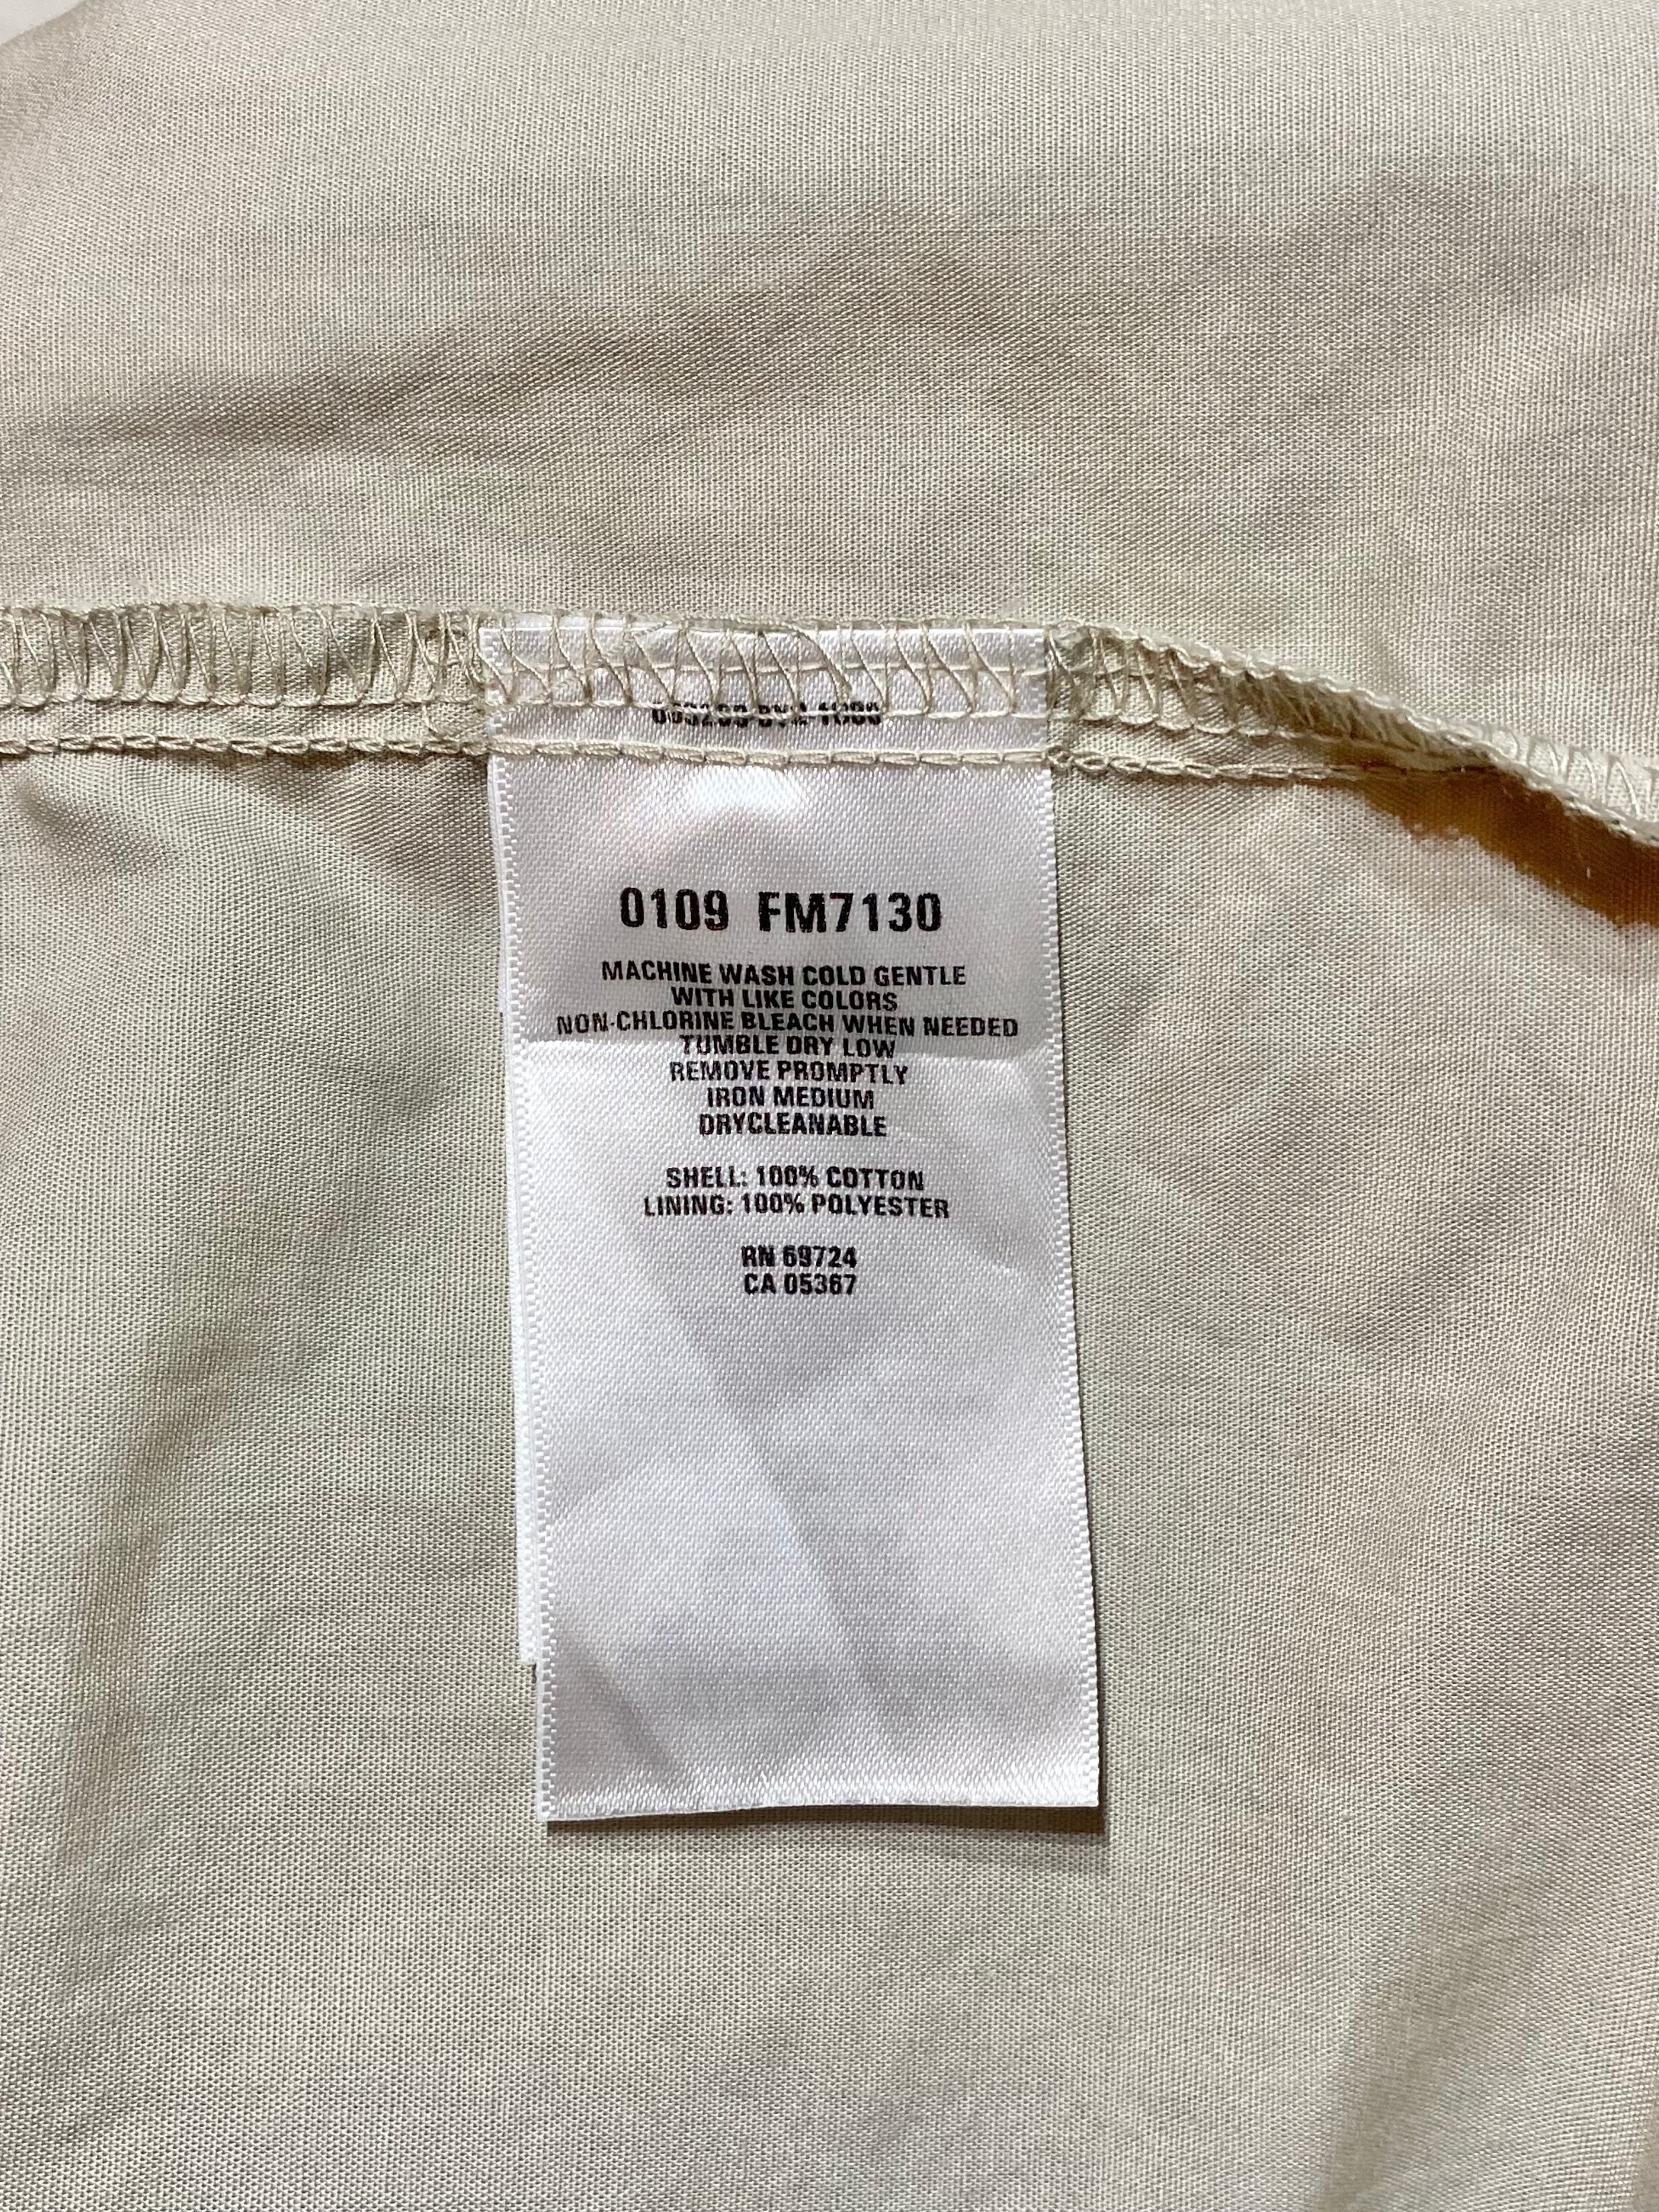 0109 FM7130
MACHINE WASH COLD GENTLE
WITH LIKE COLORS
NON-CHLORINE BLEACH WHEN NEEDED
TUMBLE DRY LOW
REMOVE PROMPTLY
IRON MEDIUM
DRYCLEANABLE
SHELL: 100% COTTON
LINING: 100% POLYESTER
RN 69724
CA 05367